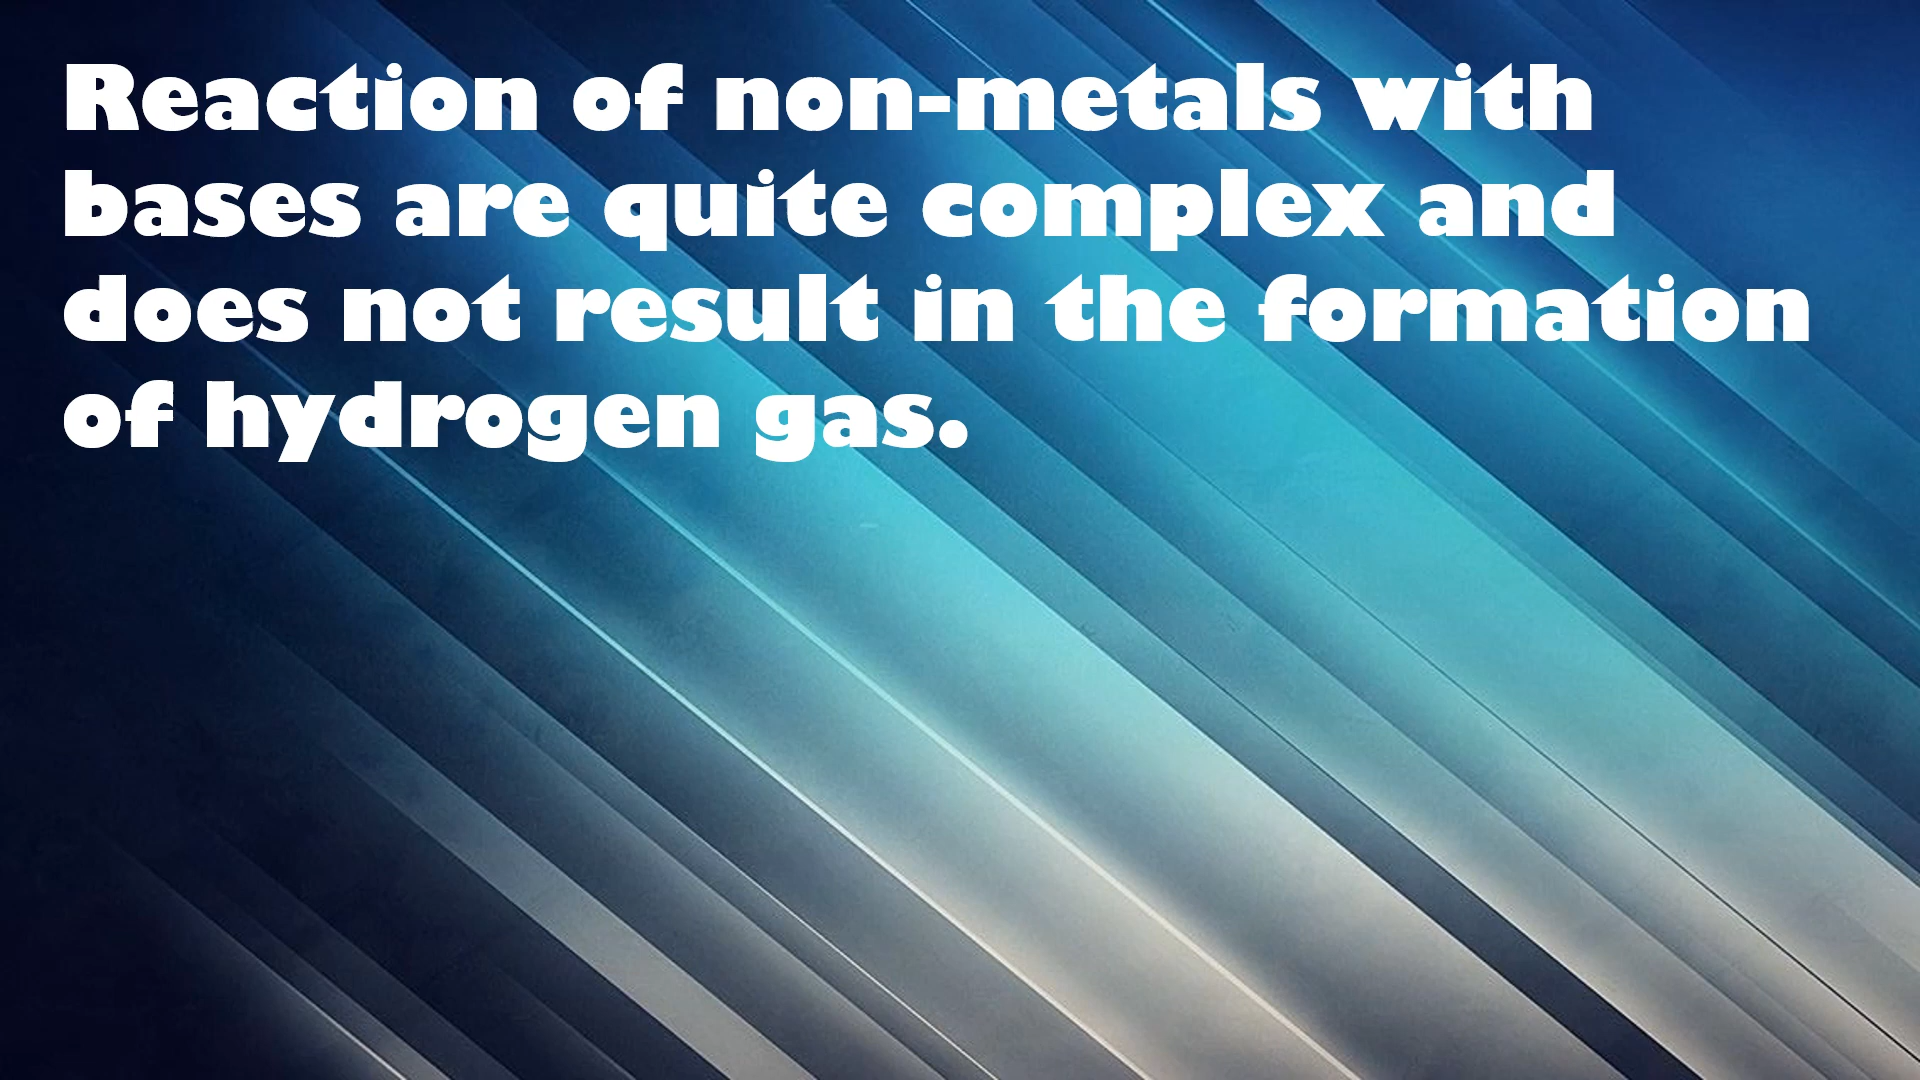 Reaction of non-metals with
bases are quite complex and
does not result in the formation
of hydrogen gas.